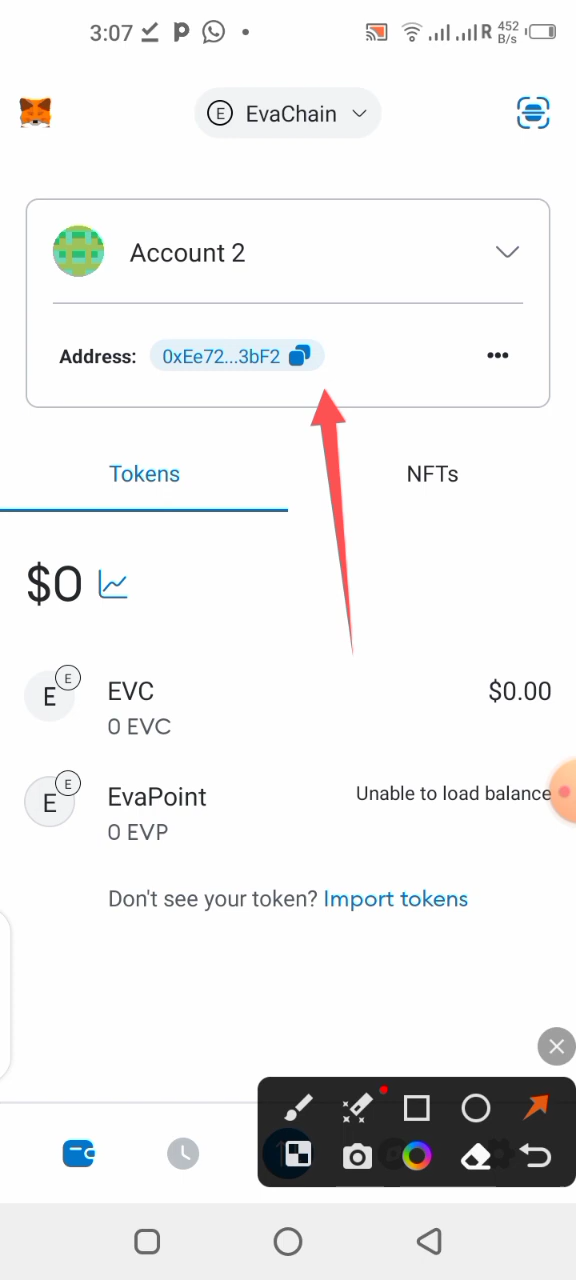 3:07
R 452 B/s
E EvaChain
Account 2
Address: 0xEe72...3bF2
Tokens NFTs
$0
E E EVC $0.00
0 EVC
E E EvaPoint Unable to load balance
0 EVP
Don't see your token? Import tokens